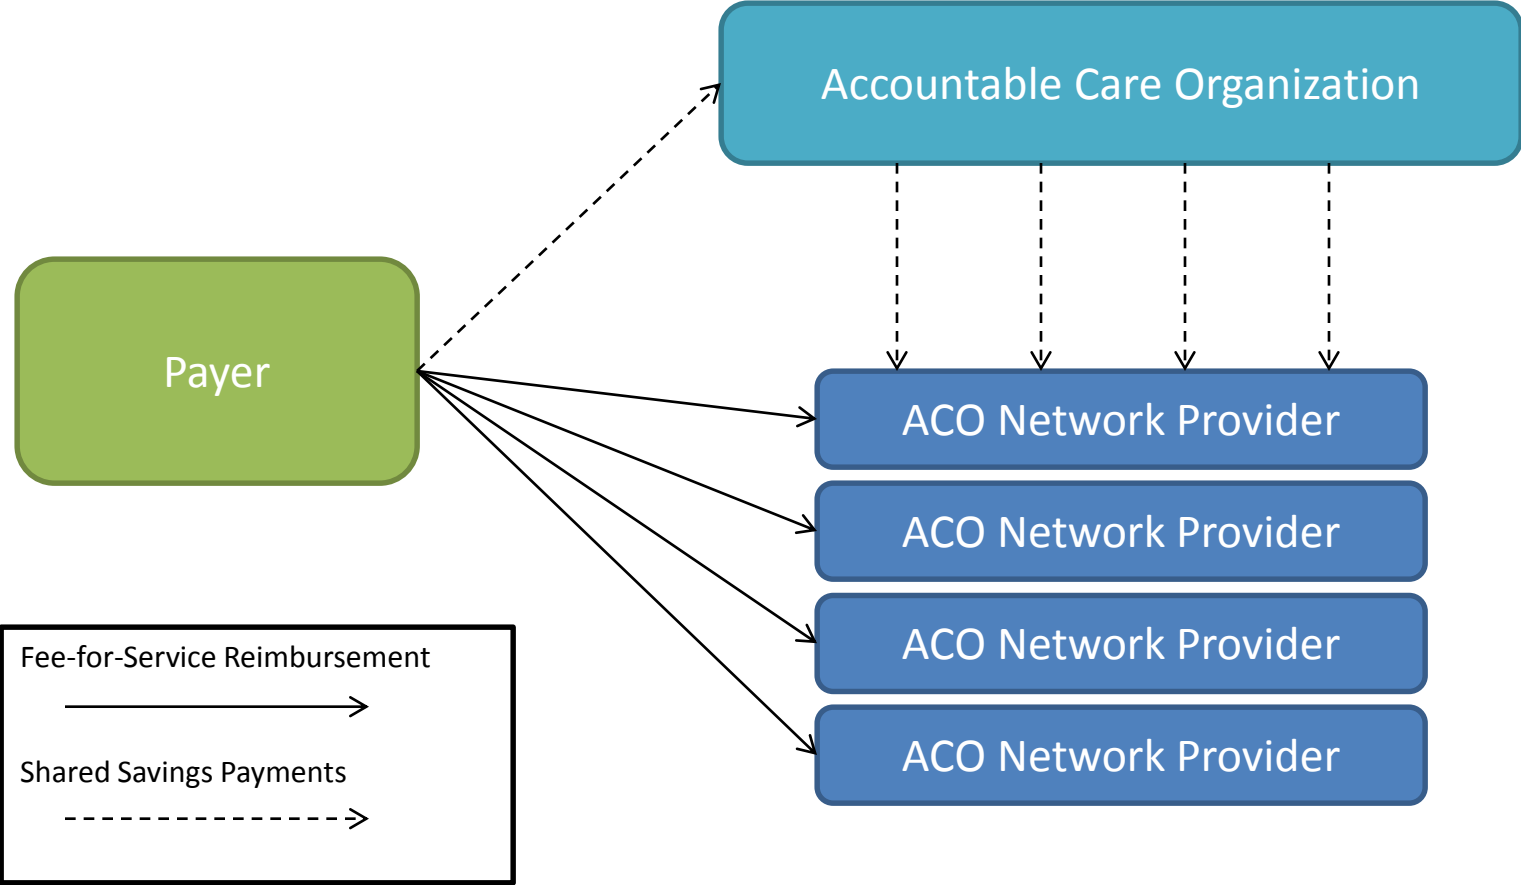 Accountable Care Organization
Payer
ACO Network Provider
ACO Network Provider
ACO Network Provider
ACO Network Provider
Fee-for-Service Reimbursement
Shared Savings Payments